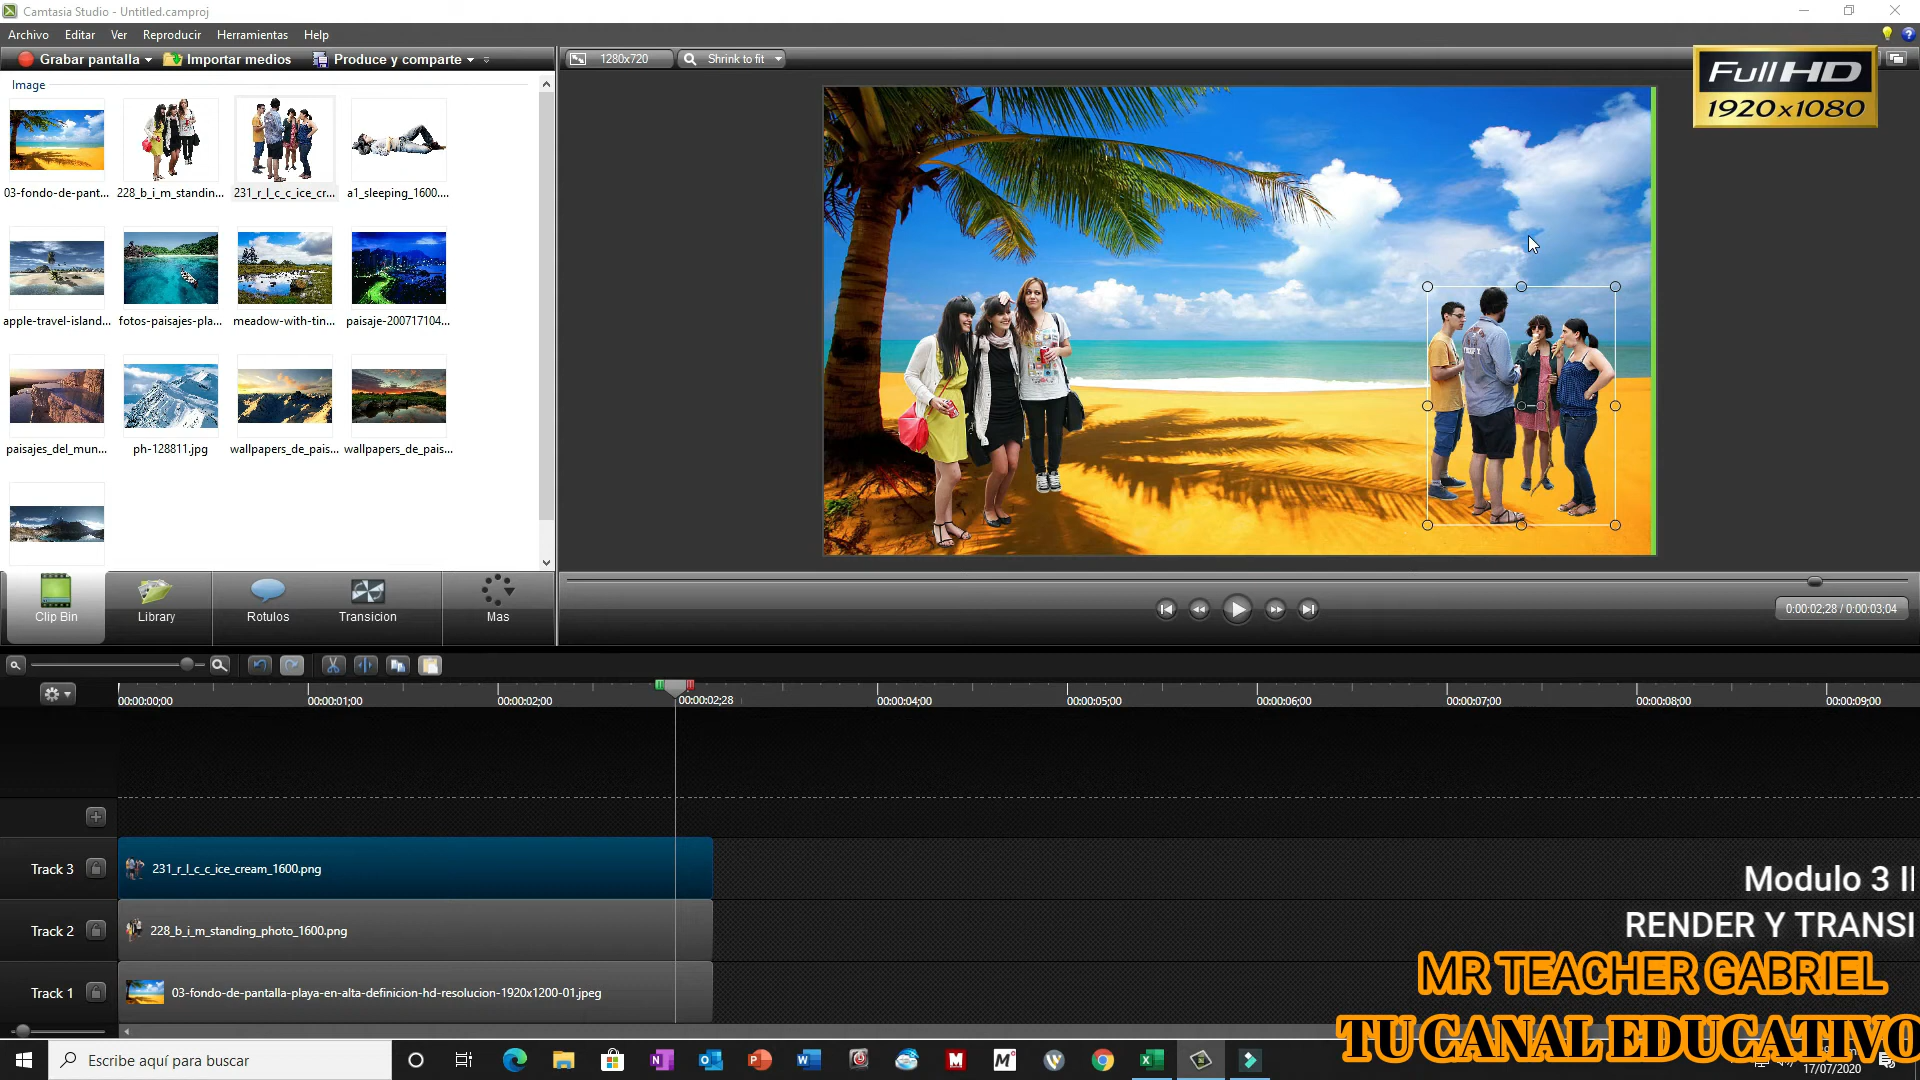 Camtasia Studio - Untitled.camproj
Archivo Editar Ver Reproducir Herramientas Help
Grabar pantalla Importar medios Produce y comparte
1280x720 Shrink to fit
Full HD
1920x1080
Image
03-fondo-de-pant... 228_b_i_m_standin... 231_r_l_c_c_ice_cr... a1_sleeping_1600....
apple-travel-island... fotos-paisajes-pla... meadow-with-tin... paisaje-200717104...
paisajes_del_mun... ph-128811.jpg wallpapers_de_pais... wallpapers_de_pais...
Clip Bin Library Rotulos Transicion Mas
0:00:02;28 / 0:00:03;04
00:00:00;00 00:00:01;00 00:00:02;00 00:00:02;28 00:00:04;00 00:00:05;00 00:00:06;00 00:00:07;00 00:00:08;00 00:00:09;00
Track 3 231_r_l_c_c_ice_cream_1600.png
Track 2 228_b_i_m_standing_photo_1600.png
Track 1 03-fondo-de-pantalla-playa-en-alta-definicion-hd-resolucion-1920x1200-01.jpeg
Modulo 3
RENDER Y TRANSI
MR TEACHER GABRIEL
TU CANAL EDUCATIVO
Escribe aquí para buscar
17/07/2020